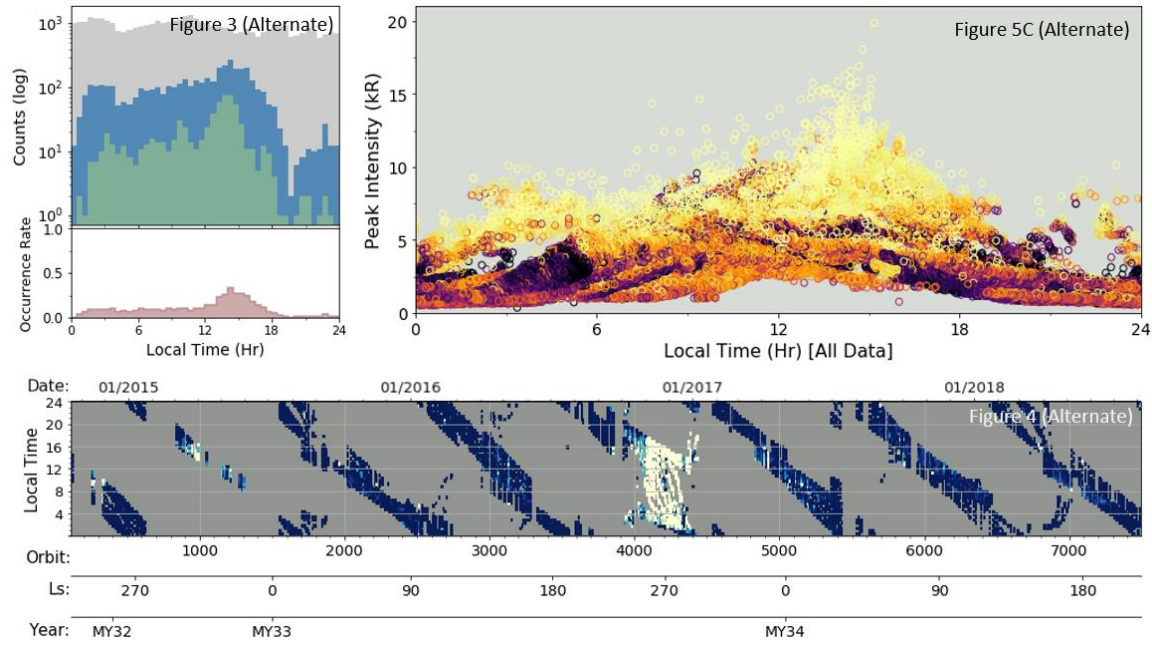 Figure 3 (Alternate)
10³
10²
10¹
10⁰
Counts (log)
1.0
0.5
0.0
Occurrence Rate
0 6 12 18 24
Local Time (Hr)
Figure 5C (Alternate)
20
15
10
5
0
Peak Intensity (kR)
0 6 12 18 24
Local Time (Hr) [All Data]
Date: 01/2015 01/2016 01/2017 01/2018
Figure 4 (Alternate)
24
20
16
12
8
4
Local Time
Orbit: 1000 2000 3000 4000 5000 6000 7000
Ls: 270 0 90 180 270 0 90 180
Year: MY32 MY33 MY34